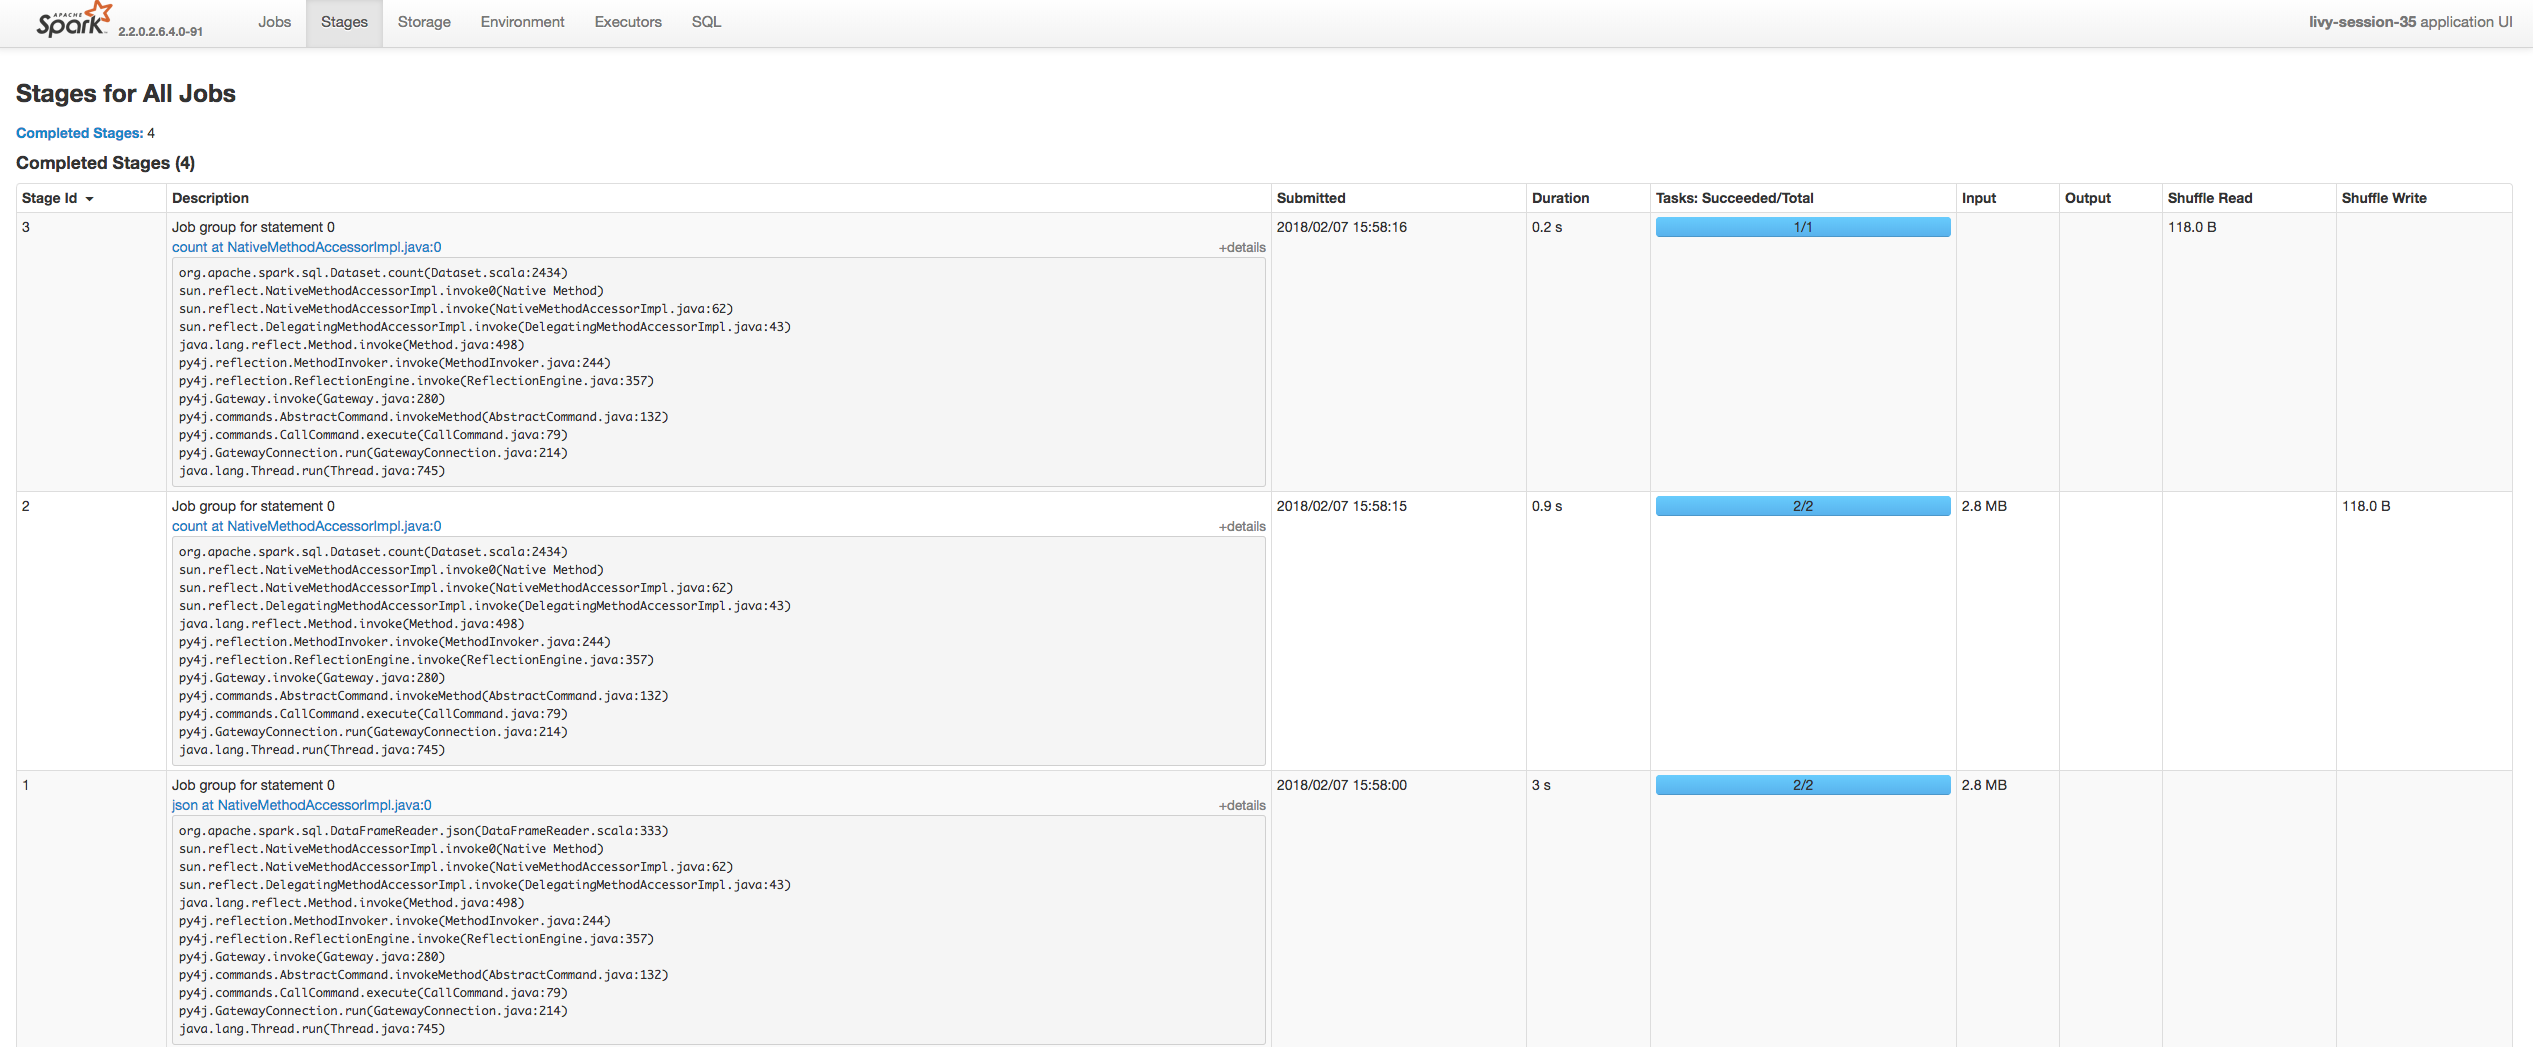 APACHE
Spark 2.2.0.2.6.4.0-91 Jobs Stages Storage Environment Executors SQL livy-session-35 application UI
Stages for All Jobs
Completed Stages: 4
Completed Stages (4)
Stage Id Description Submitted Duration Tasks: Succeeded/Total Input Output Shuffle Read Shuffle Write
3 Job group for statement 0 2018/02/07 15:58:16 0.2 s 1/1 118.0 B
count at NativeMethodAccessorImpl.java:0 +details
org.apache.spark.sql.Dataset.count(Dataset.scala:2434)
sun.reflect.NativeMethodAccessorImpl.invoke0(Native Method)
sun.reflect.NativeMethodAccessorImpl.invoke(NativeMethodAccessorImpl.java:62)
sun.reflect.DelegatingMethodAccessorImpl.invoke(DelegatingMethodAccessorImpl.java:43)
java.lang.reflect.Method.invoke(Method.java:498)
py4j.reflection.MethodInvoker.invoke(MethodInvoker.java:244)
py4j.reflection.ReflectionEngine.invoke(ReflectionEngine.java:357)
py4j.Gateway.invoke(Gateway.java:280)
py4j.commands.AbstractCommand.invokeMethod(AbstractCommand.java:132)
py4j.commands.CallCommand.execute(CallCommand.java:79)
py4j.GatewayConnection.run(GatewayConnection.java:214)
java.lang.Thread.run(Thread.java:745)
2 Job group for statement 0 2018/02/07 15:58:15 0.9 s 2/2 2.8 MB 118.0 B
count at NativeMethodAccessorImpl.java:0 +details
org.apache.spark.sql.Dataset.count(Dataset.scala:2434)
sun.reflect.NativeMethodAccessorImpl.invoke0(Native Method)
sun.reflect.NativeMethodAccessorImpl.invoke(NativeMethodAccessorImpl.java:62)
sun.reflect.DelegatingMethodAccessorImpl.invoke(DelegatingMethodAccessorImpl.java:43)
java.lang.reflect.Method.invoke(Method.java:498)
py4j.reflection.MethodInvoker.invoke(MethodInvoker.java:244)
py4j.reflection.ReflectionEngine.invoke(ReflectionEngine.java:357)
py4j.Gateway.invoke(Gateway.java:280)
py4j.commands.AbstractCommand.invokeMethod(AbstractCommand.java:132)
py4j.commands.CallCommand.execute(CallCommand.java:79)
py4j.GatewayConnection.run(GatewayConnection.java:214)
java.lang.Thread.run(Thread.java:745)
1 Job group for statement 0 2018/02/07 15:58:00 3 s 2/2 2.8 MB
json at NativeMethodAccessorImpl.java:0 +details
org.apache.spark.sql.DataFrameReader.json(DataFrameReader.scala:333)
sun.reflect.NativeMethodAccessorImpl.invoke0(Native Method)
sun.reflect.NativeMethodAccessorImpl.invoke(NativeMethodAccessorImpl.java:62)
sun.reflect.DelegatingMethodAccessorImpl.invoke(DelegatingMethodAccessorImpl.java:43)
java.lang.reflect.Method.invoke(Method.java:498)
py4j.reflection.MethodInvoker.invoke(MethodInvoker.java:244)
py4j.reflection.ReflectionEngine.invoke(ReflectionEngine.java:357)
py4j.Gateway.invoke(Gateway.java:280)
py4j.commands.AbstractCommand.invokeMethod(AbstractCommand.java:132)
py4j.commands.CallCommand.execute(CallCommand.java:79)
py4j.GatewayConnection.run(GatewayConnection.java:214)
java.lang.Thread.run(Thread.java:745)